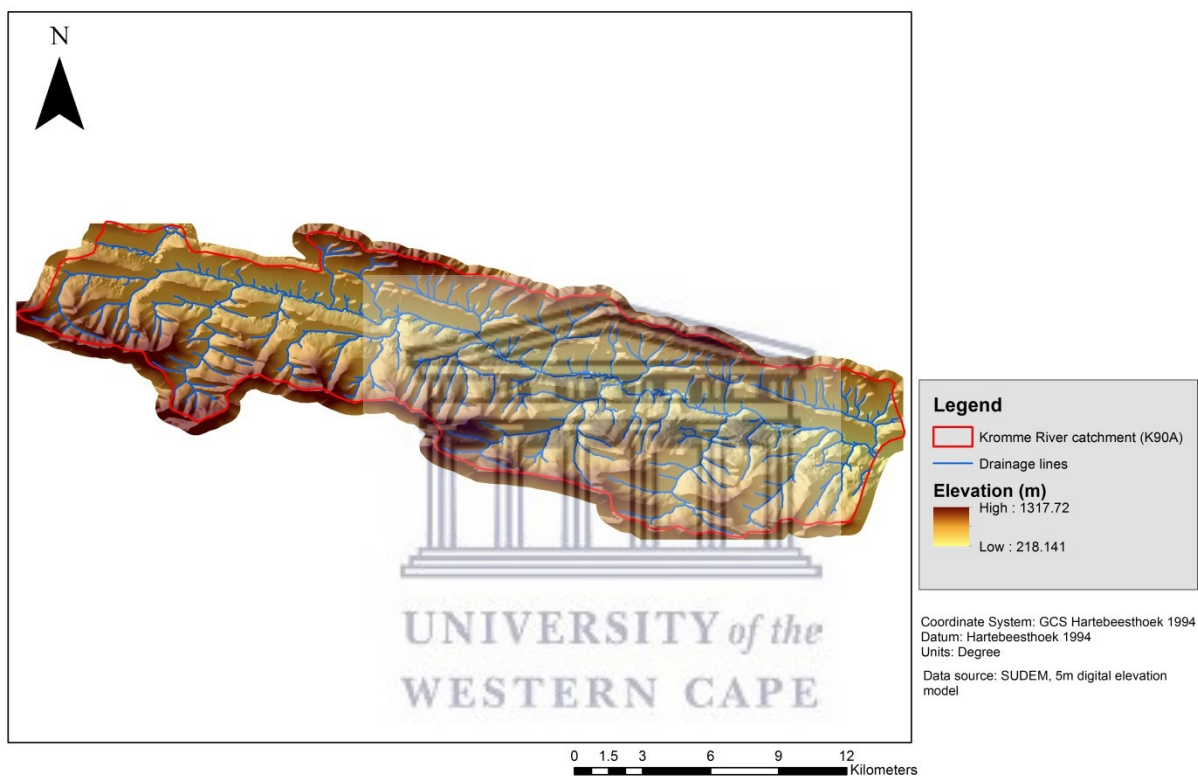 N
UNIVERSITY of the
WESTERN CAPE
Legend
Kromme River catchment (K90A)
Drainage lines
Elevation (m)
High : 1317.72
Low : 218.141
Coordinate System: GCS Hartebeesthoek 1994
Datum: Hartebeesthoek 1994
Units: Degree
Data source: SUDEM, 5m digital elevation
model
0 1.5 3 6 9 12
Kilometers